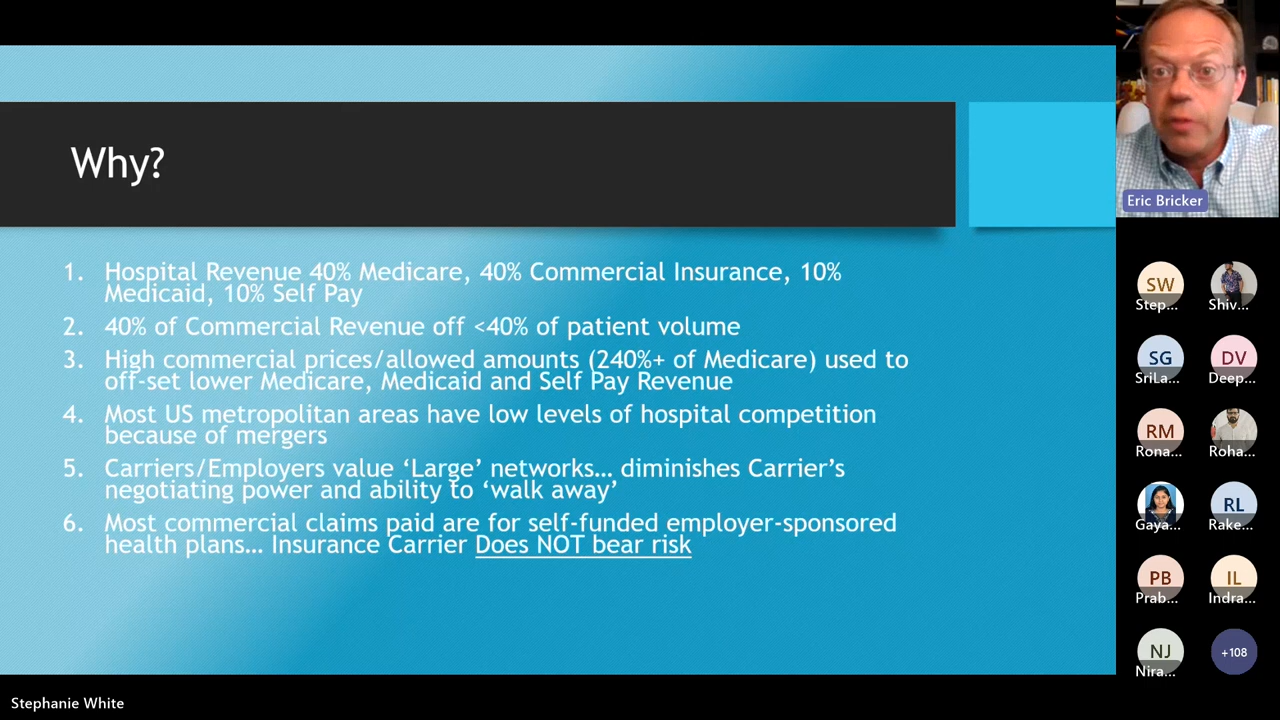 Why?
1. Hospital Revenue 40% Medicare, 40% Commercial Insurance, 10%
Medicaid, 10% Self Pay
2. 40% of Commercial Revenue off <40% of patient volume
3. High commercial prices/allowed amounts (240%+ of Medicare) used to
off-set lower Medicare, Medicaid and Self Pay Revenue
4. Most US metropolitan areas have low levels of hospital competition
because of mergers
5. Carriers/Employers value ‘Large’ networks… diminishes Carrier’s
negotiating power and ability to ‘walk away’
6. Most commercial claims paid are for self-funded employer-sponsored
health plans… Insurance Carrier Does NOT bear risk
Eric Bricker
SW
Step...
Shiv...
SG
SriLa...
DV
Deep...
RM
Rona...
Roha...
Gaya...
RL
Rake...
PB
Prab...
IL
Indra...
NJ
Nira...
+108
Stephanie White